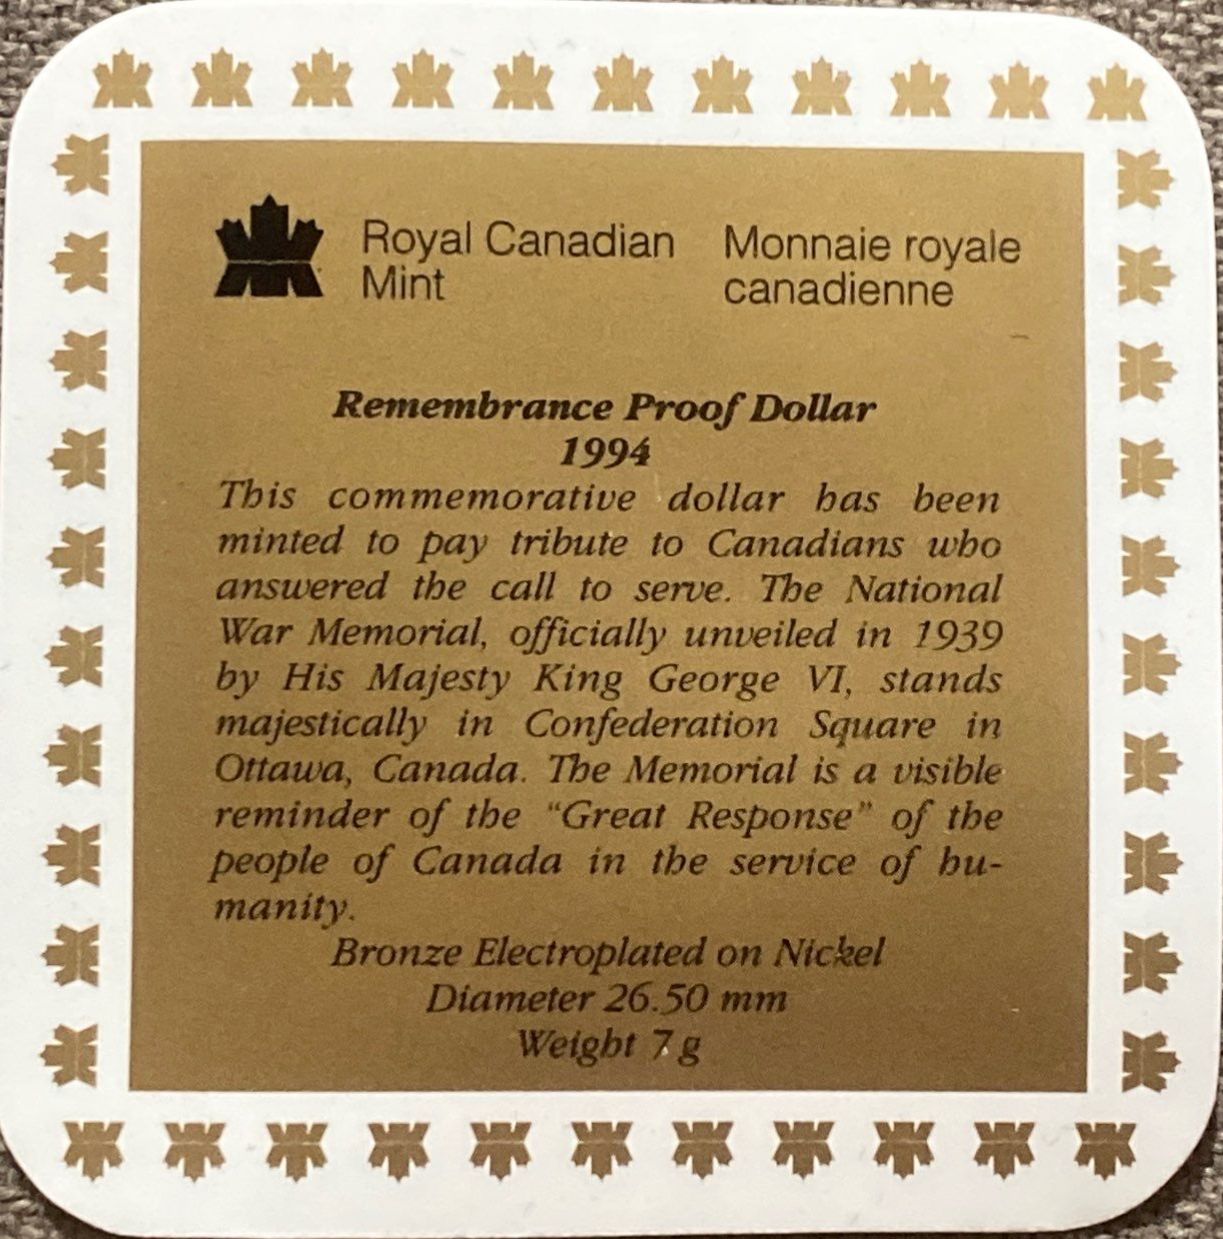 Royal Canadian
Mint
Monnaie royale
canadienne
Remembrance Proof Dollar
1994
This commemorative dollar has been
minted to pay tribute to Canadians who
answered the call to serve. The National
War Memorial, officially unveiled in 1939
by His Majesty King George VI, stands
majestically in Confederation Square in
Ottawa, Canada. The Memorial is a visible
reminder of the “Great Response” of the
people of Canada in the service of hu-
manity.
Bronze Electroplated on Nickel
Diameter 26.50 mm
Weight 7 g